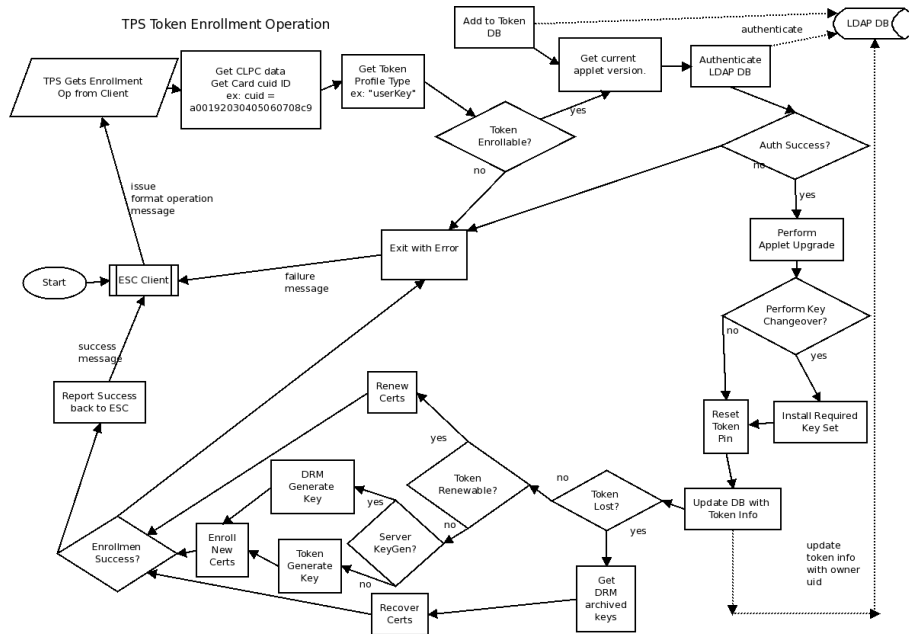 TPS Token Enrollment Operation
Add to Token
DB
LDAP DB
authenticate
TPS Gets Enrollment
Op from Client
Get CLPC data
Get Card cuid ID
ex: cuid =
a00192030405060708c9
Get Token
Profile Type
ex: "userKey"
Get current
applet version.
Authenticate
LDAP DB
Token
Enrollable?
yes
no
Auth Success?
no
yes
issue
format operation
message
Exit with Error
Perform
Applet Upgrade
Start
ESC Client
failure
message
Perform Key
Changeover?
no
yes
success
message
Report Success
back to ESC
Renew
Certs
Reset
Token
Pin
Install Required
Key Set
yes
DRM
Generate
Key
yes
Token
Renewable?
no
no
Token
Lost?
yes
Update DB with
Token Info
Enrollmen
Success?
Enroll
New
Certs
Token
Generate
Key
Server
KeyGen?
no
update
token info
with owner
uid
Get
DRM
archived
keys
Recover
Certs